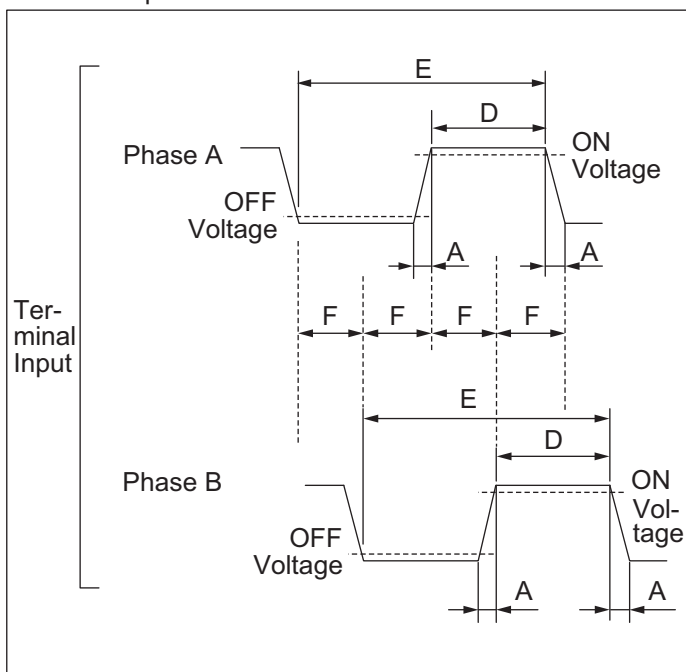 E
D
Phase A
ON
Voltage
OFF
Voltage
A
A
F
F
F
F
Ter-
minal
Input
E
D
Phase B
ON
Vol-
tage
OFF
Voltage
A
A